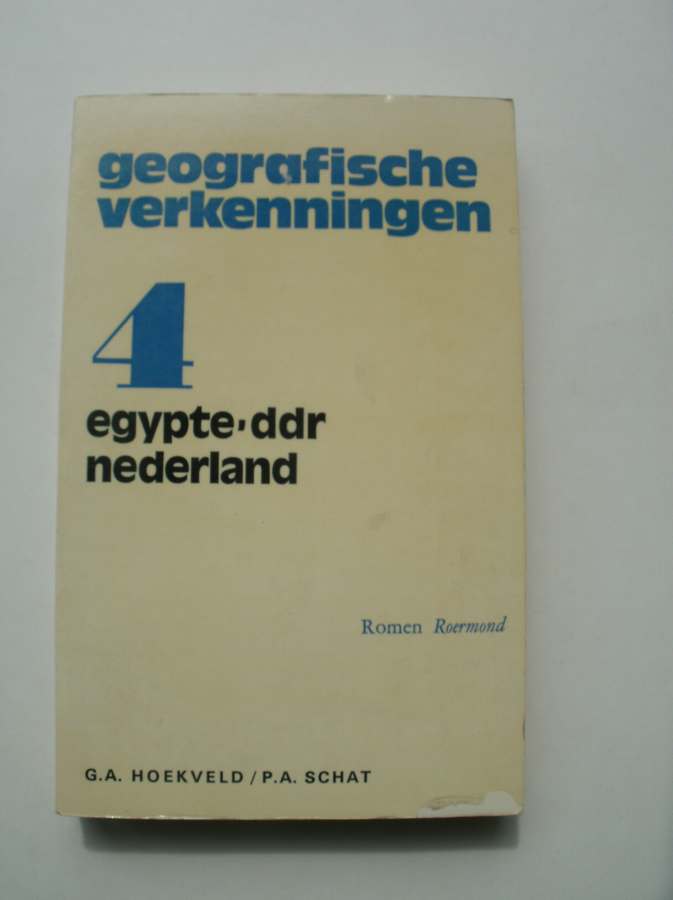 geografische
verkenningen
4
egypte,ddr
nederland
Romen Roermond
G.A. HOEKVELD/P.A. SCHAT